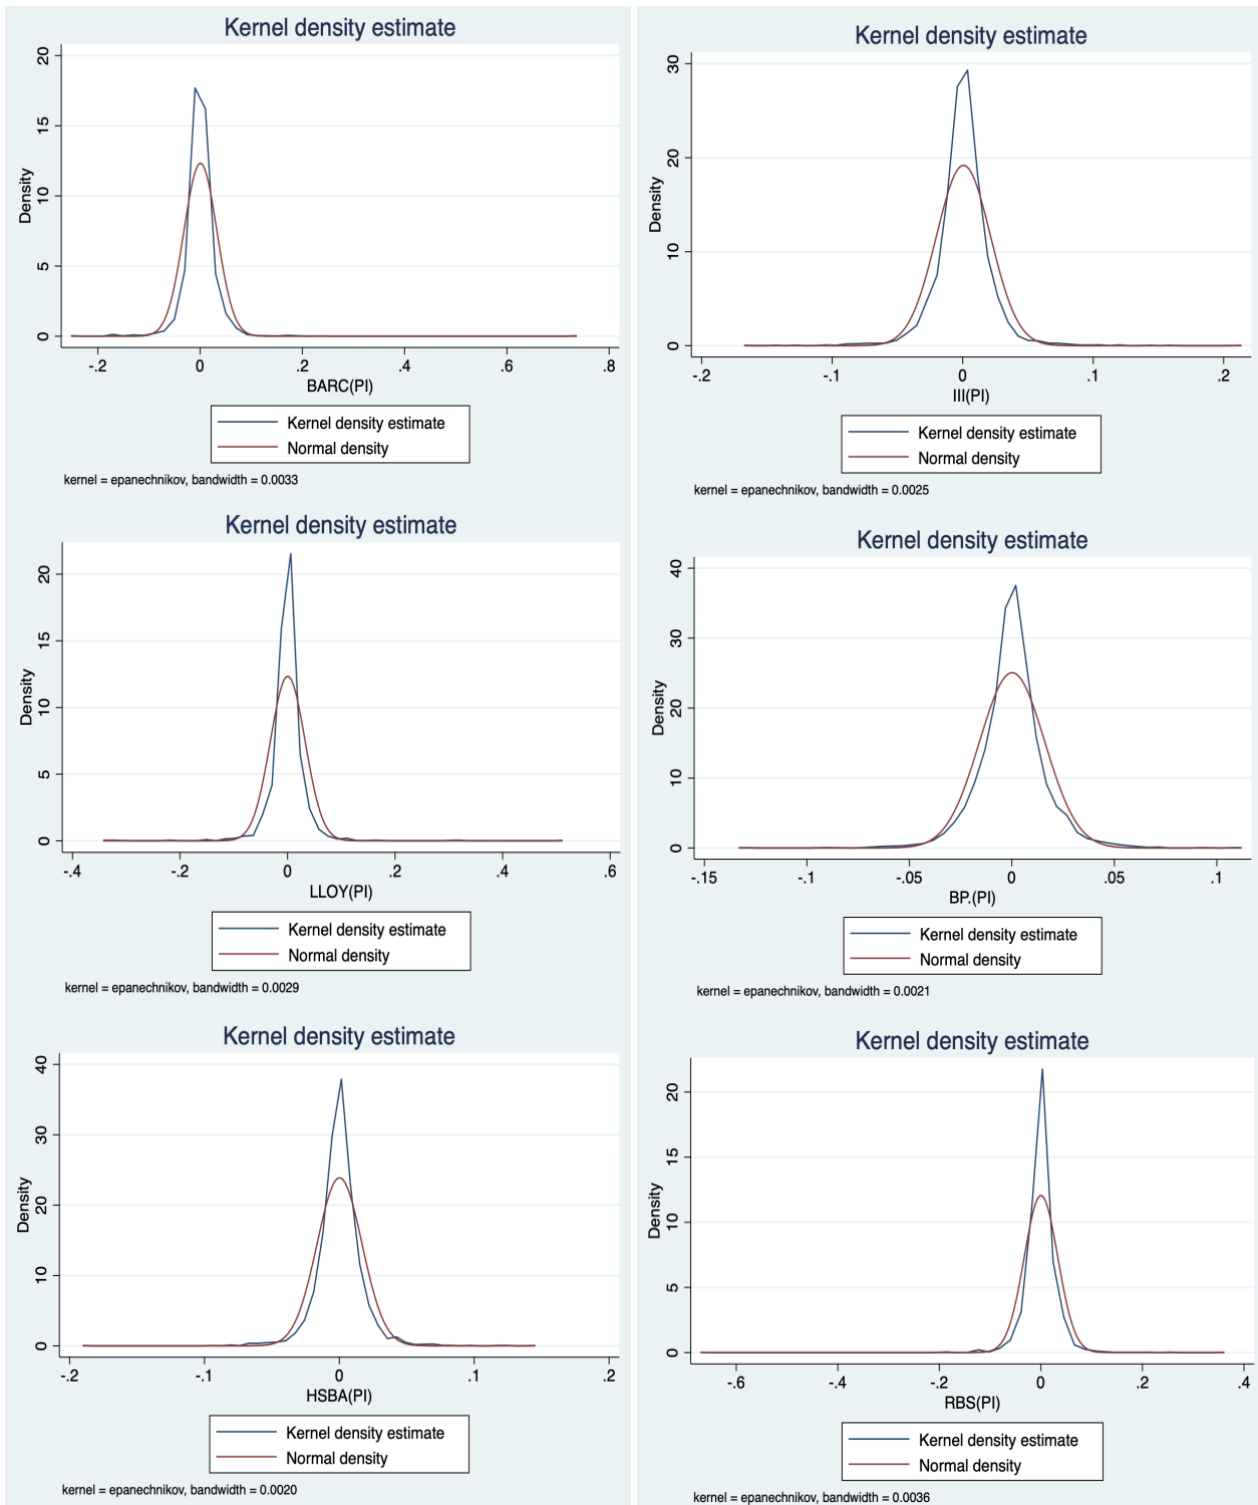 Kernel density estimate
20
15
10
5
0
Density
-.2 0 .2 .4 .6 .8
BARC(PI)
Kernel density estimate
Normal density
kernel = epanechnikov, bandwidth = 0.0033
Kernel density estimate
30
20
10
0
Density
-.2 -.1 0 .1 .2
III(PI)
Kernel density estimate
Normal density
kernel = epanechnikov, bandwidth = 0.0025
Kernel density estimate
20
15
10
5
0
Density
-.4 -.2 0 .2 .4 .6
LLOY(PI)
Kernel density estimate
Normal density
kernel = epanechnikov, bandwidth = 0.0029
Kernel density estimate
40
30
20
10
0
Density
-.15 -.1 -.05 0 .05 .1
BP.(PI)
Kernel density estimate
Normal density
kernel = epanechnikov, bandwidth = 0.0021
Kernel density estimate
40
30
20
10
0
Density
-.2 -.1 0 .1 .2
HSBA(PI)
Kernel density estimate
Normal density
kernel = epanechnikov, bandwidth = 0.0020
Kernel density estimate
20
15
10
5
0
Density
-.6 -.4 -.2 0 .2 .4
RBS(PI)
Kernel density estimate
Normal density
kernel = epanechnikov, bandwidth = 0.0036